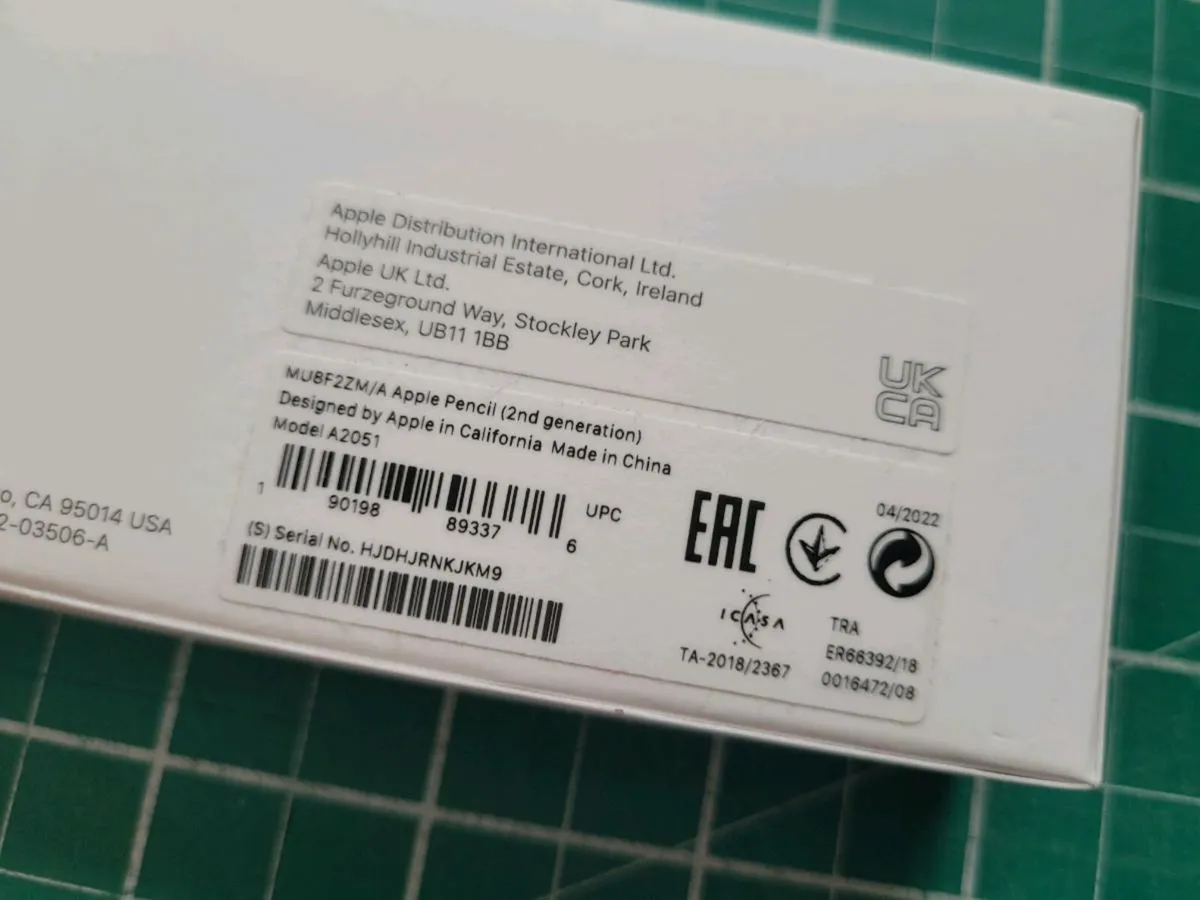 Apple Distribution International Ltd.
Hollyhill Industrial Estate, Cork, Ireland
Apple UK Ltd.
2 Furzeground Way, Stockley Park
Middlesex, UB11 1BB
UK
CA
MU8F2ZM/A Apple Pencil (2nd generation)
Designed by Apple in California Made in China
Model A2051
1 90198 89337 6 UPC
(S) Serial No. HJDHJRNKJKM9
o, CA 95014 USA
2-03506-A
EAC
04/2022
ICASA
TA-2018/2367
TRA
ER66392/18
0016472/08